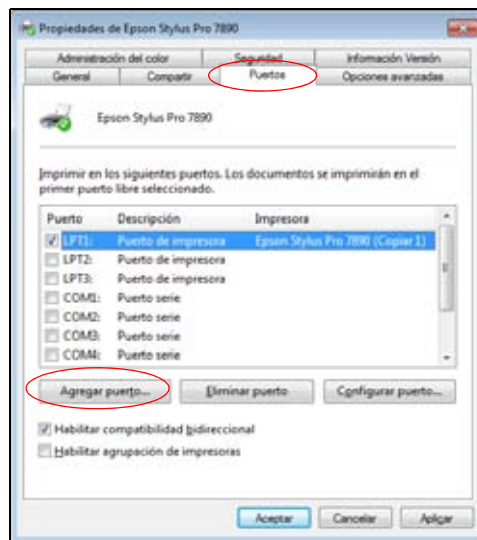 Propiedades de Epson Stylus Pro 7890
Administración del color Seguridad Información Versión
General Compartir Puertos Opciones avanzadas
Epson Stylus Pro 7890
Imprimir en los siguientes puertos. Los documentos se imprimirán en el
primer puerto libre seleccionado.
Puerto Descripción Impresora
LPT1: Puerto de impresora Epson Stylus Pro 7890 (Copiar 1)
LPT2: Puerto de impresora
LPT3: Puerto de impresora
COM1: Puerto serie
COM2: Puerto serie
COM3: Puerto serie
COM4: Puerto serie
Agregar puerto... Eliminar puerto Configurar puerto...
Habilitar compatibilidad bidireccional
Habilitar agrupación de impresoras
Aceptar Cancelar Aplicar